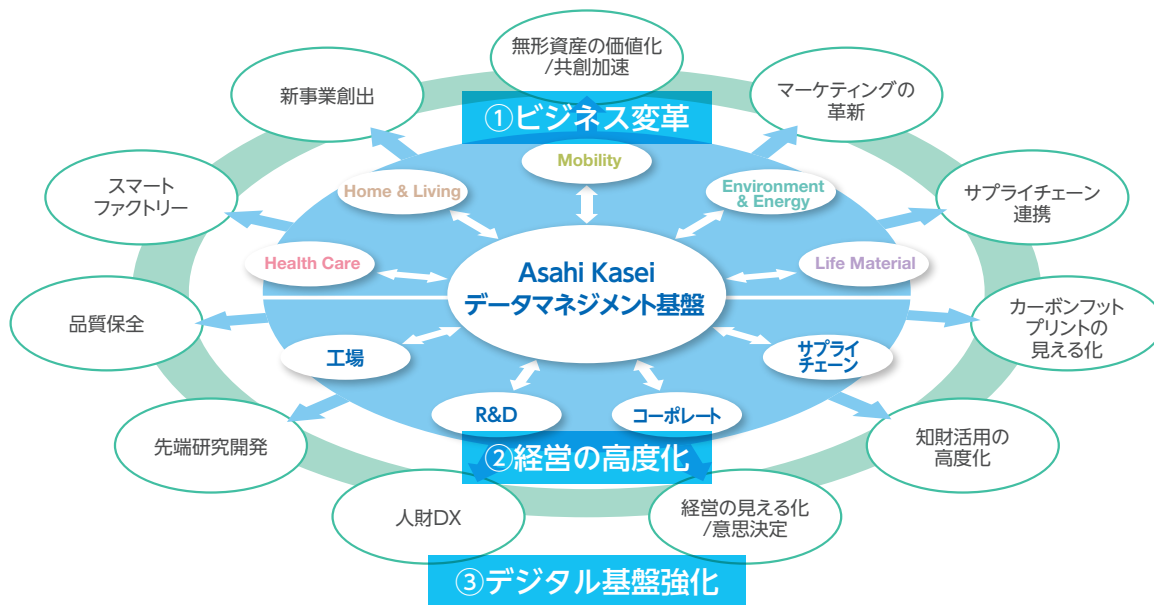 無形資産の価値化
/共創加速
新事業創出
マーケティングの
革新
①ビジネス変革
Mobility
Home & Living
Environment
& Energy
スマート
ファクトリー
サプライチェーン
連携
Health Care
Life Material
Asahi Kasei
データマネジメント基盤
品質保全
カーボンフット
プリントの
見える化
工場
サプライ
チェーン
R&D
コーポレート
先端研究開発
知財活用の
高度化
②経営の高度化
人財DX
経営の見える化
/意思決定
③デジタル基盤強化